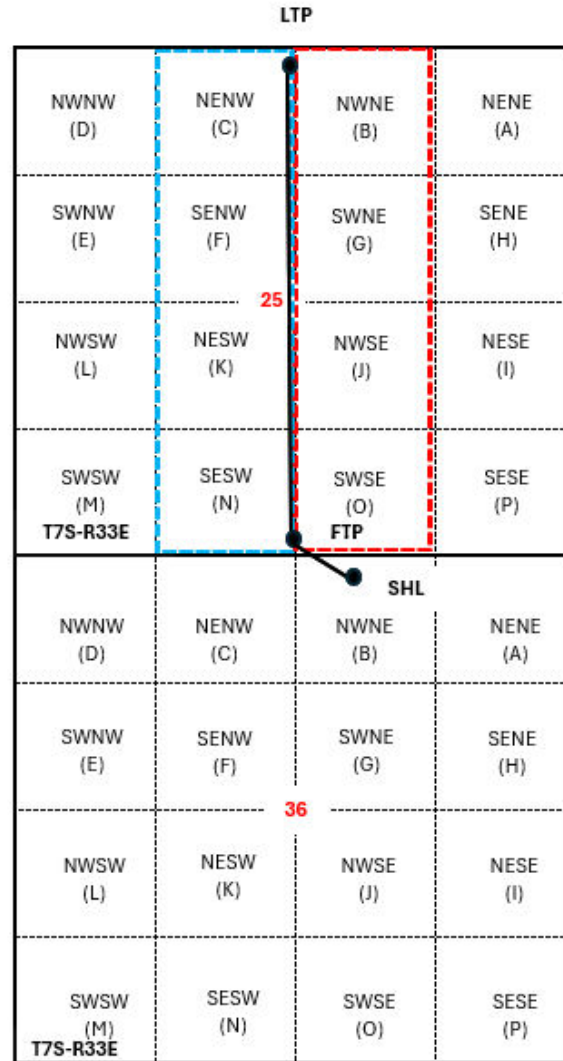 LTP
NWNW
(D)
NENW
(C)
NWNE
(B)
NENE
(A)
SWNW
(E)
SENW
(F)
SWNE
(G)
SENE
(H)
25
NWSW
(L)
NESW
(K)
NWSE
(J)
NESE
(I)
SWSW
(M)
SESW
(N)
SWSE
(O)
SESE
(P)
T7S-R33E
FTP
SHL
NWNW
(D)
NENW
(C)
NWNE
(B)
NENE
(A)
SWNW
(E)
SENW
(F)
SWNE
(G)
SENE
(H)
36
NWSW
(L)
NESW
(K)
NWSE
(J)
NESE
(I)
SWSW
(M)
SESW
(N)
SWSE
(O)
SESE
(P)
T7S-R33E